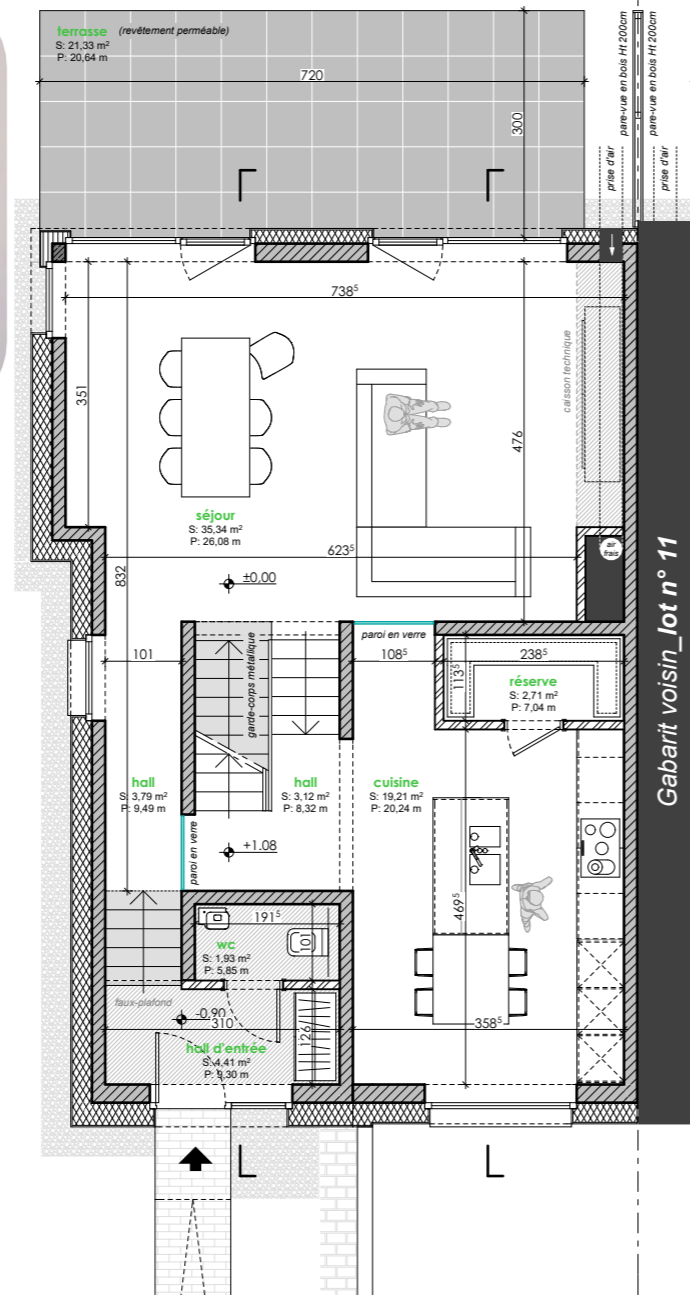 terrasse (revêtement perméable)
S: 21,33 m²
P: 20,64 m
720
300
pare-vue en bois Ht 200cm
pare-vue en bois Ht 200cm
prise d'air
prise d'air
738⁵
351
476
caisson technique
séjour
S: 35,34 m²
P: 26,08 m
623⁵
air
frais
832
±0,00
Gabarit voisin_lot n° 11
paroi en verre
101
108⁵
113⁵
238⁵
garde-corps métallique
réserve
S: 2,71 m²
P: 7,04 m
hall
S: 3,79 m²
P: 9,49 m
hall
S: 3,12 m²
P: 8,32 m
cuisine
S: 19,21 m²
P: 20,24 m
paroi en verre
+1.08
469⁵
191⁵
101
wc
S: 1,93 m²
P: 5,85 m
faux-plafond
-0.90
310
126
358⁵
hall d'entrée
S: 4,41 m²
P: 9,30 m